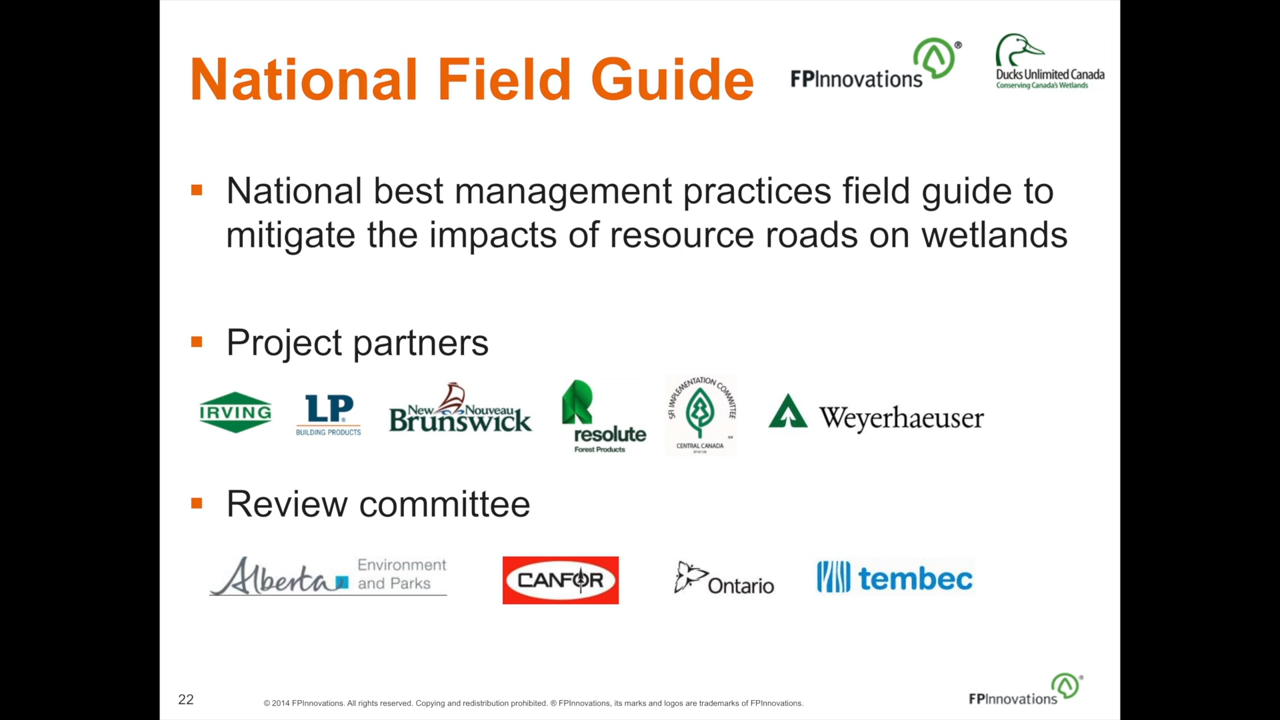 National Field Guide
FPInnovations®
Ducks Unlimited Canada
Conserving Canada's Wetlands
National best management practices field guide to
mitigate the impacts of resource roads on wetlands
Project partners
IRVING
LP
BUILDING PRODUCTS
New Nouveau
Brunswick
resolute
Forest Products
SFI IMPLEMENTATION COMMITTEE
CENTRAL CANADA
Weyerhaeuser
Review committee
Alberta
Environment
and Parks
CANFOR
Ontario
tembec
22
© 2014 FPInnovations. All rights reserved. Copying and redistribution prohibited. ® FPInnovations, its marks and logos are trademarks of FPInnovations.
FPInnovations®